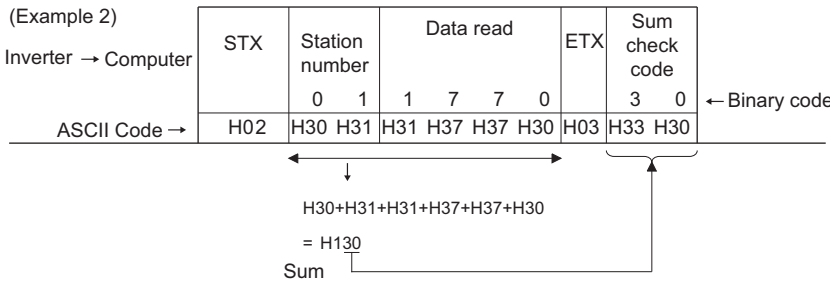 (Example 2)
Inverter → Computer
STX
Station number
Data read
ETX
Sum check code
0 1 1 7 7 0 3 0 ← Binary code
ASCII Code → H02 H30 H31 H31 H37 H37 H30 H03 H33 H30
H30+H31+H31+H37+H37+H30
= H130
Sum